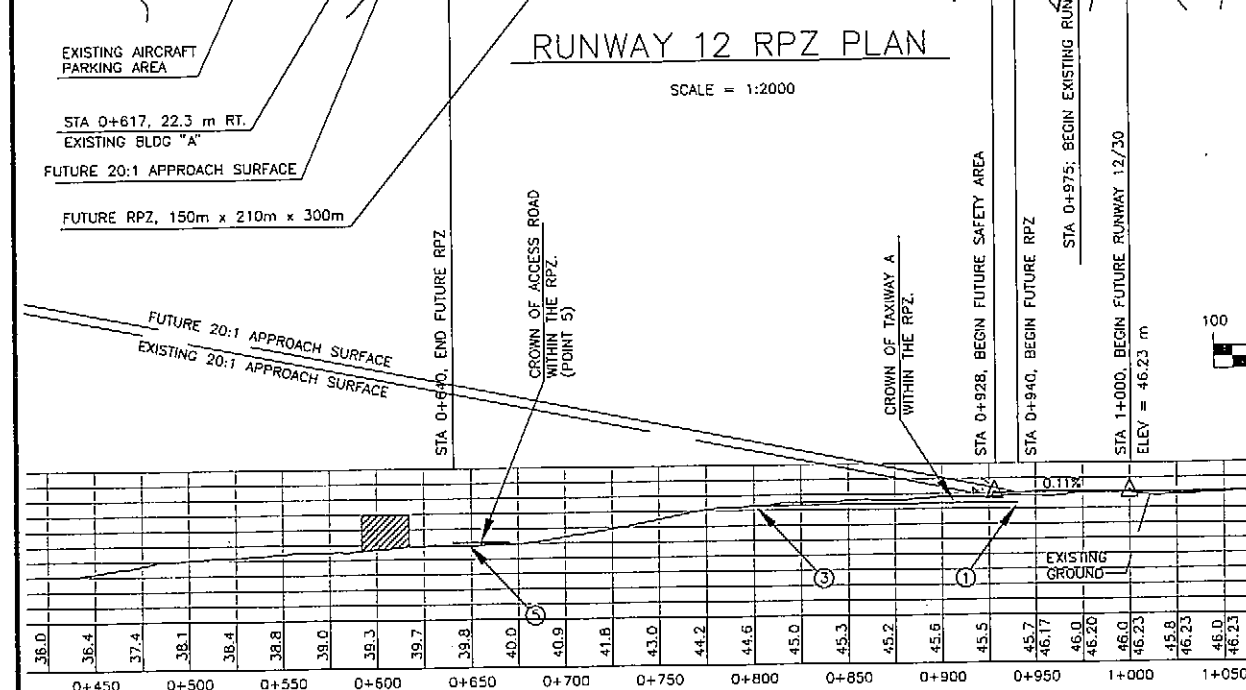 EXISTING AIRCRAFT
PARKING AREA
STA 0+617, 22.3 m RT.
EXISTING BLDG "A"
FUTURE 20:1 APPROACH SURFACE
FUTURE RPZ, 150m x 210m x 300m
RUNWAY 12 RPZ PLAN
SCALE = 1:2000
STA 0+640, END FUTURE RPZ
CROWN OF ACCESS ROAD
WITHIN THE RPZ.
(POINT 5)
CROWN OF TAXIWAY A
WITHIN THE RPZ.
STA 0+928, BEGIN FUTURE SAFETY AREA
STA 0+940, BEGIN FUTURE RPZ
STA 0+975; BEGIN EXISTING RUN
STA 1+000, BEGIN FUTURE RUNWAY 12/30
ELEV = 46.23 m
100
FUTURE 20:1 APPROACH SURFACE
EXISTING 20:1 APPROACH SURFACE
0.11%
EXISTING
GROUND
5
3
1
36.0 36.4 37.4 38.1 38.4 38.8 39.0 39.3 39.7 39.8 40.0 40.9 41.8 43.0 44.2 44.6 45.0 45.3 45.2 45.6 45.5 45.7 46.17 46.0 46.20 46.0 46.23 45.8 46.23 46.0 46.23
0+450 0+500 0+550 0+600 0+650 0+700 0+750 0+800 0+850 0+900 0+950 1+000 1+050